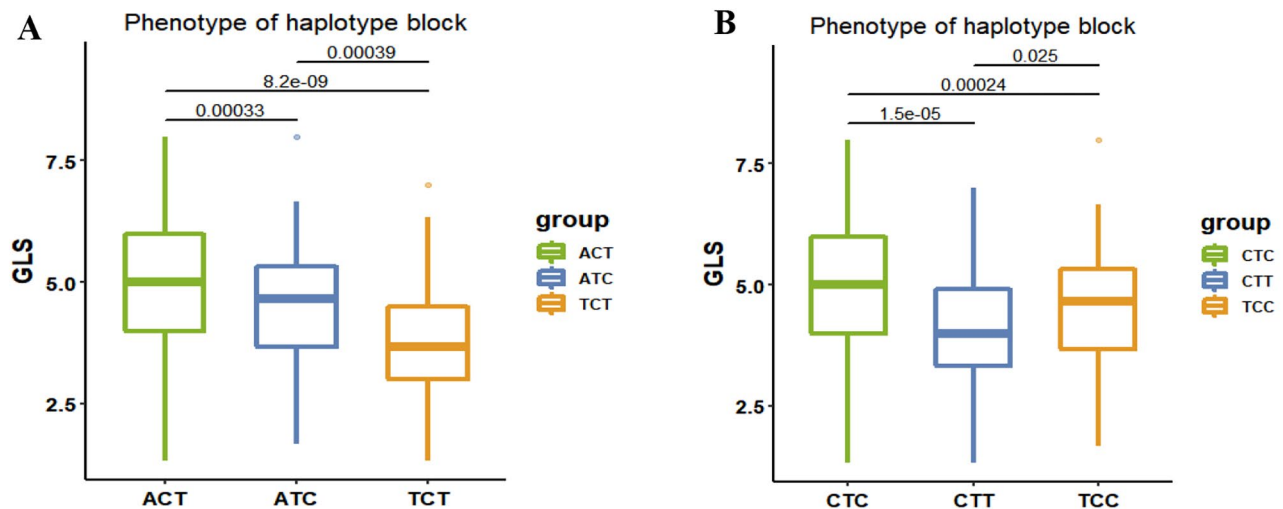 A
Phenotype of haplotype block
0.00039
8.2e-09
0.00033
7.5
5.0
2.5
GLS
ACT
ATC
TCT
group
ACT
ATC
TCT
B
Phenotype of haplotype block
0.025
0.00024
1.5e-05
7.5
5.0
2.5
GLS
CTC
CTT
TCC
group
CTC
CTT
TCC